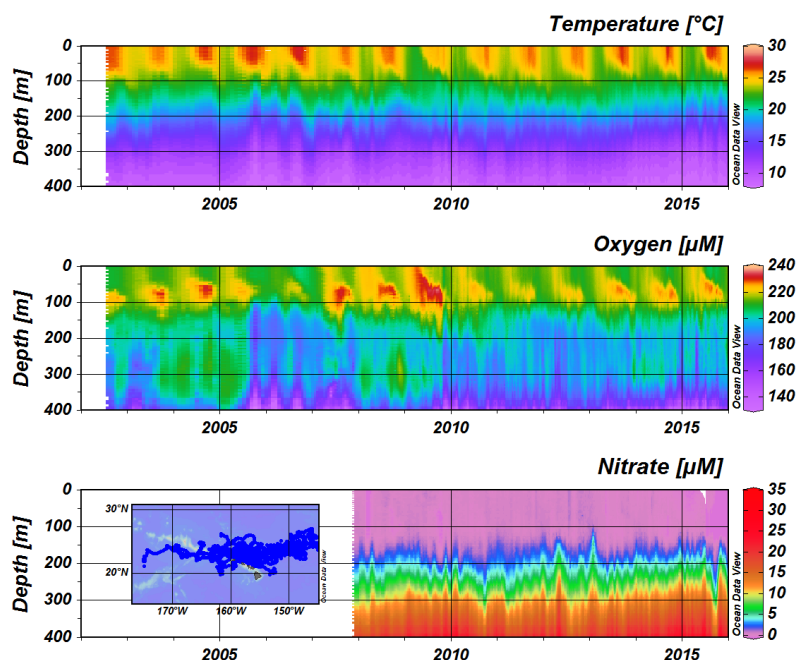 Temperature [°C]
Depth [m]
0
100
200
300
400
2005
2010
2015
30
25
20
15
10
Ocean Data View
Oxygen [µM]
Depth [m]
0
100
200
300
400
2005
2010
2015
240
220
200
180
160
140
Ocean Data View
Nitrate [µM]
Depth [m]
0
100
200
300
400
2005
2010
2015
30°N
20°N
170°W
160°W
150°W
Ocean Data View
35
30
25
20
15
10
5
0
Ocean Data View